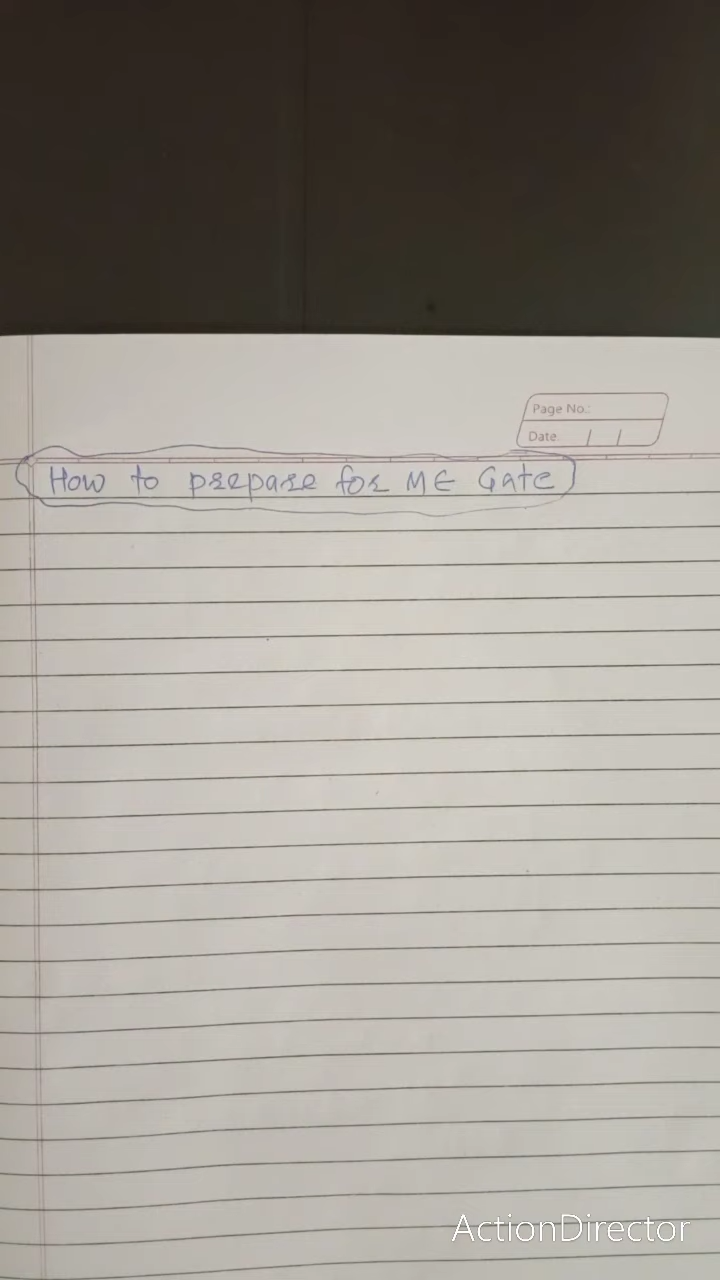 Page No.:
Date. / /
How to prepare for ME Gate
ActionDirector